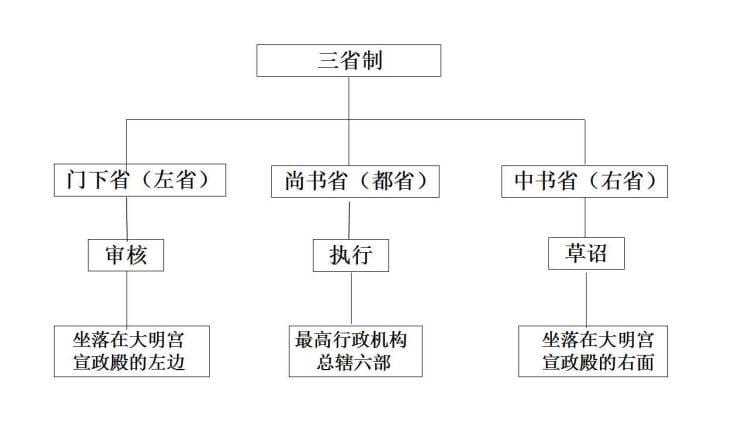 三省制
门下省（左省）
尚书省（都省）
中书省（右省）
审核
执行
草诏
坐落在大明宫
宣政殿的左边
最高行政机构
总辖六部
坐落在大明宫
宣政殿的右面